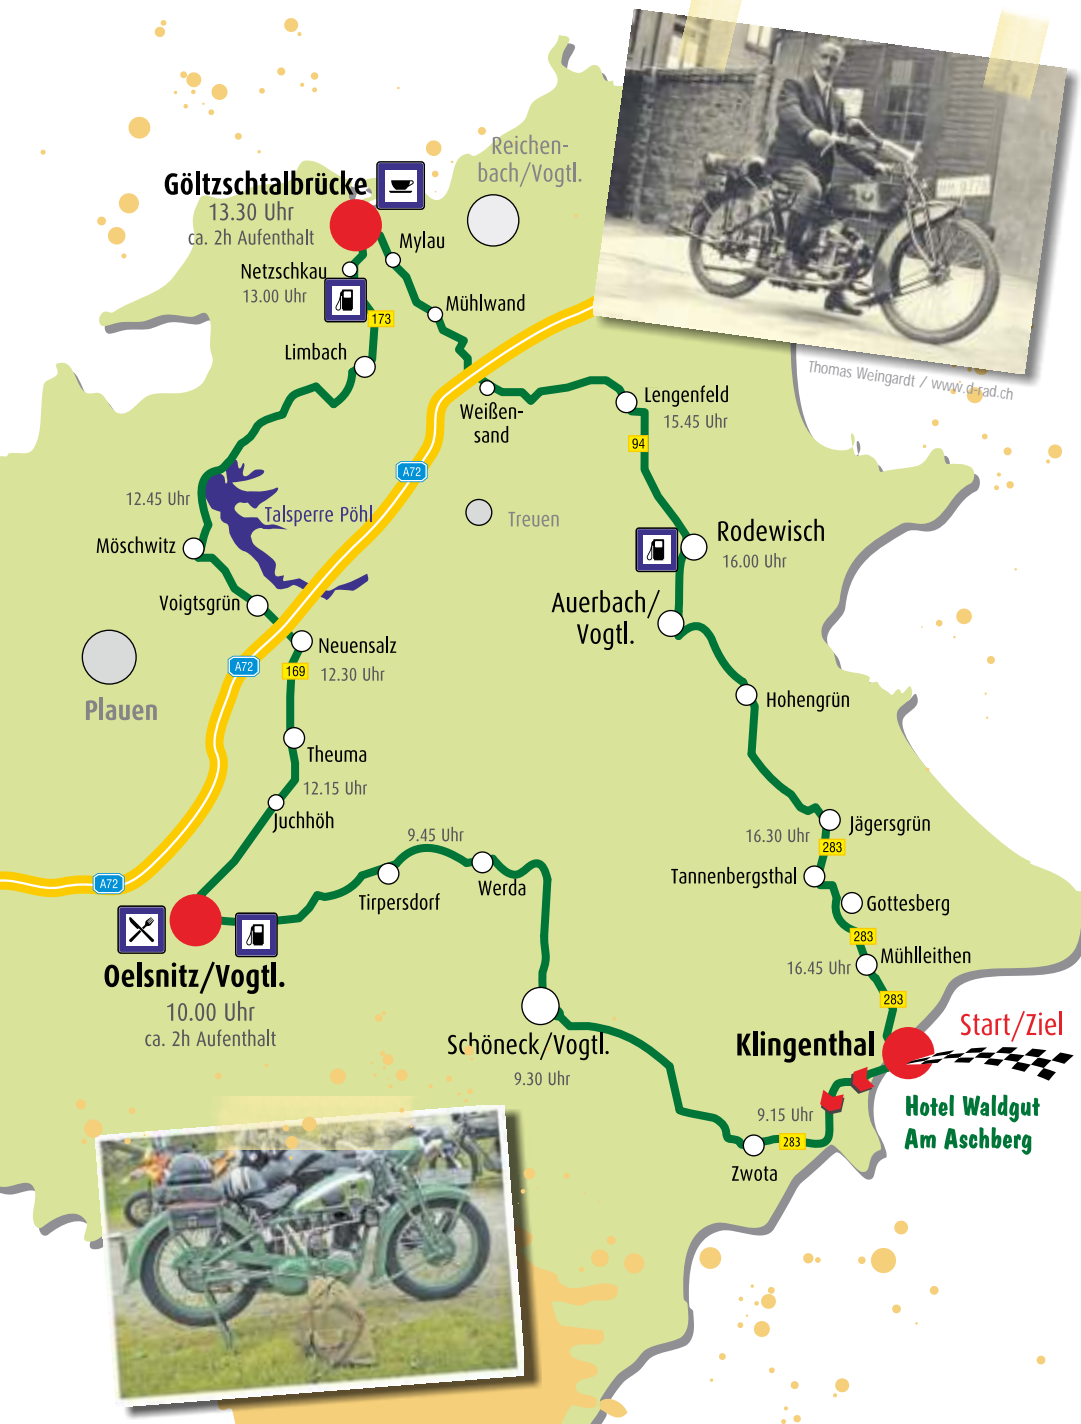 Reichen-
bach/Vogtl.
Göltzschtalbrücke
13.30 Uhr
ca. 2h Aufenthalt
Mylau
Netzschkau
13.00 Uhr
Mühlwand
173
Limbach
Thomas Weingardt / www.d-rad.ch
Weißen-
sand
Lengenfeld
15.45 Uhr
94
A72
12.45 Uhr
Talsperre Pöhl
Treuen
Möschwitz
Rodewisch
16.00 Uhr
Voigtsgrün
Auerbach/
Vogtl.
Neuensalz
12.30 Uhr
A72
169
Plauen
Hohengrün
Theuma
12.15 Uhr
Juchhöh
9.45 Uhr
16.30 Uhr
Jägersgrün
283
A72
Werda
Tirpersdorf
Tannenbergsthal
Gottesberg
283
Oelsnitz/Vogtl.
10.00 Uhr
ca. 2h Aufenthalt
Mühlleithen
16.45 Uhr
283
Schöneck/Vogtl.
9.30 Uhr
Klingenthal
Start/Ziel
Hotel Waldgut
Am Aschberg
9.15 Uhr
283
Zwota